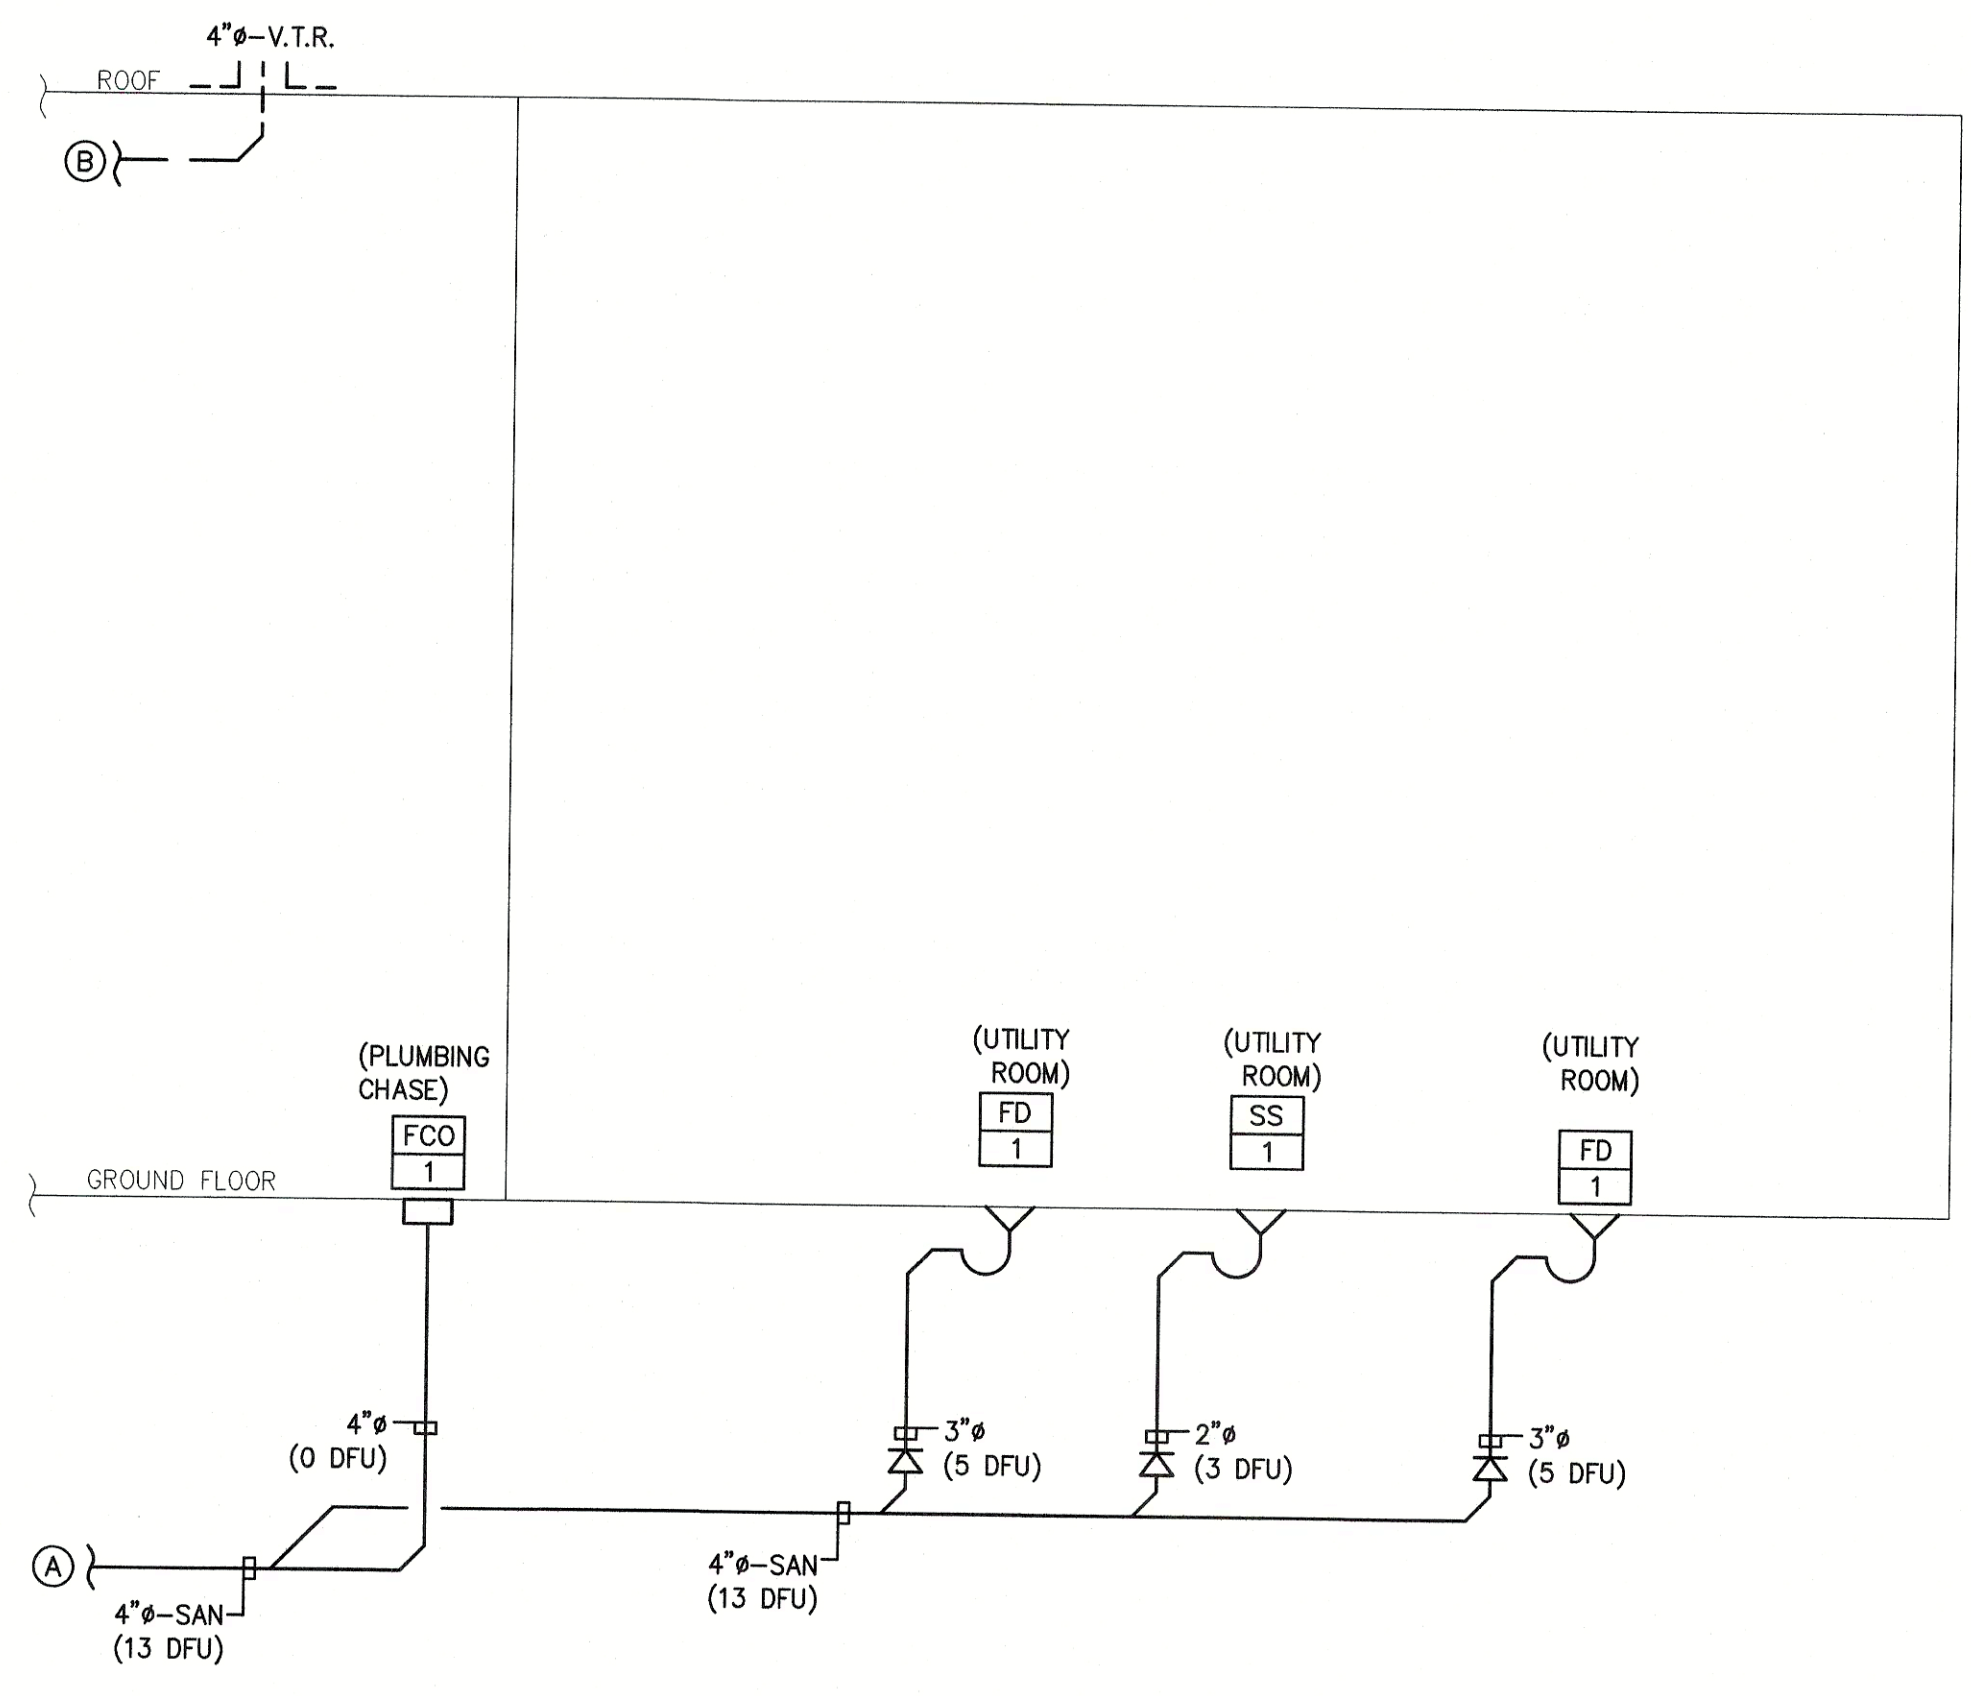 4"ø-V.T.R.
ROOF
B
(UTILITY
ROOM)
(UTILITY
ROOM)
(UTILITY
ROOM)
(PLUMBING
CHASE)
FD
1
SS
1
FCO
1
FD
1
GROUND FLOOR
4"ø
(0 DFU)
3"ø
(5 DFU)
2"ø
(3 DFU)
3"ø
(5 DFU)
A
4"ø-SAN
(13 DFU)
4"ø-SAN
(13 DFU)